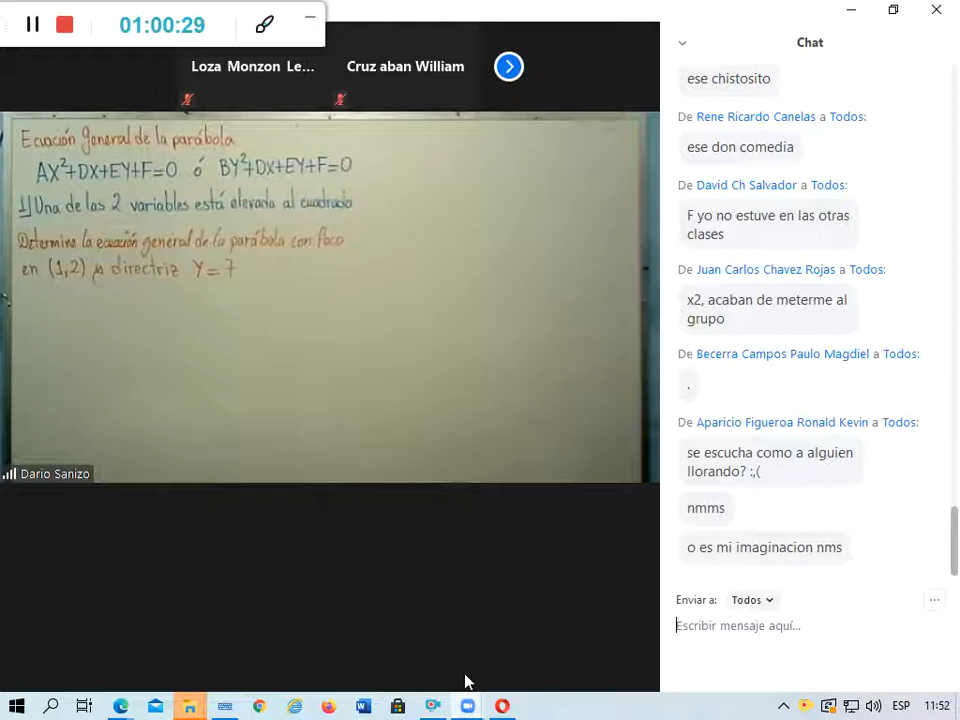 01:00:29
Loza Monzon Le...
Cruz aban William
Ecuación general de la parábola
AX²+DX+EY+F=0 ó BY²+DX+EY+F=0
1) Una de las 2 variables está elevada al cuadrado
Determine la ecuación general de la parábola con foco
en (1,2) y directriz Y=7
Dario Sanizo
Chat
ese chistosito
De Rene Ricardo Canelas a Todos:
ese don comedia
De David Ch Salvador a Todos:
F yo no estuve en las otras
clases
De Juan Carlos Chavez Rojas a Todos:
x2, acaban de meterme al
grupo
De Becerra Campos Paulo Magdiel a Todos:
.
De Aparicio Figueroa Ronald Kevin a Todos:
se escucha como a alguien
llorando? :,(
nmms
o es mi imaginacion nms
Enviar a: Todos
Escribir mensaje aquí...
ESP 11:52